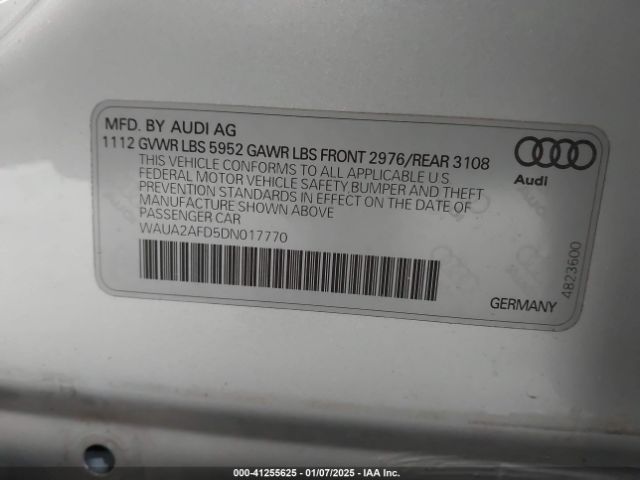 MFD. BY AUDI AG
1112 GVWR LBS 5952 GAWR LBS FRONT 2976/REAR 3108
THIS VEHICLE CONFORMS TO ALL APPLICABLE U.S.
FEDERAL MOTOR VEHICLE SAFETY,BUMPER AND THEFT
PREVENTION STANDARDS IN EFFECT ON THE DATE OF
MANUFACTURE SHOWN ABOVE
PASSENGER CAR
WAUA2AFD5DN017770
Audi
4B23600
GERMANY
000-41255625 - 01/07/2025 - IAA Inc.